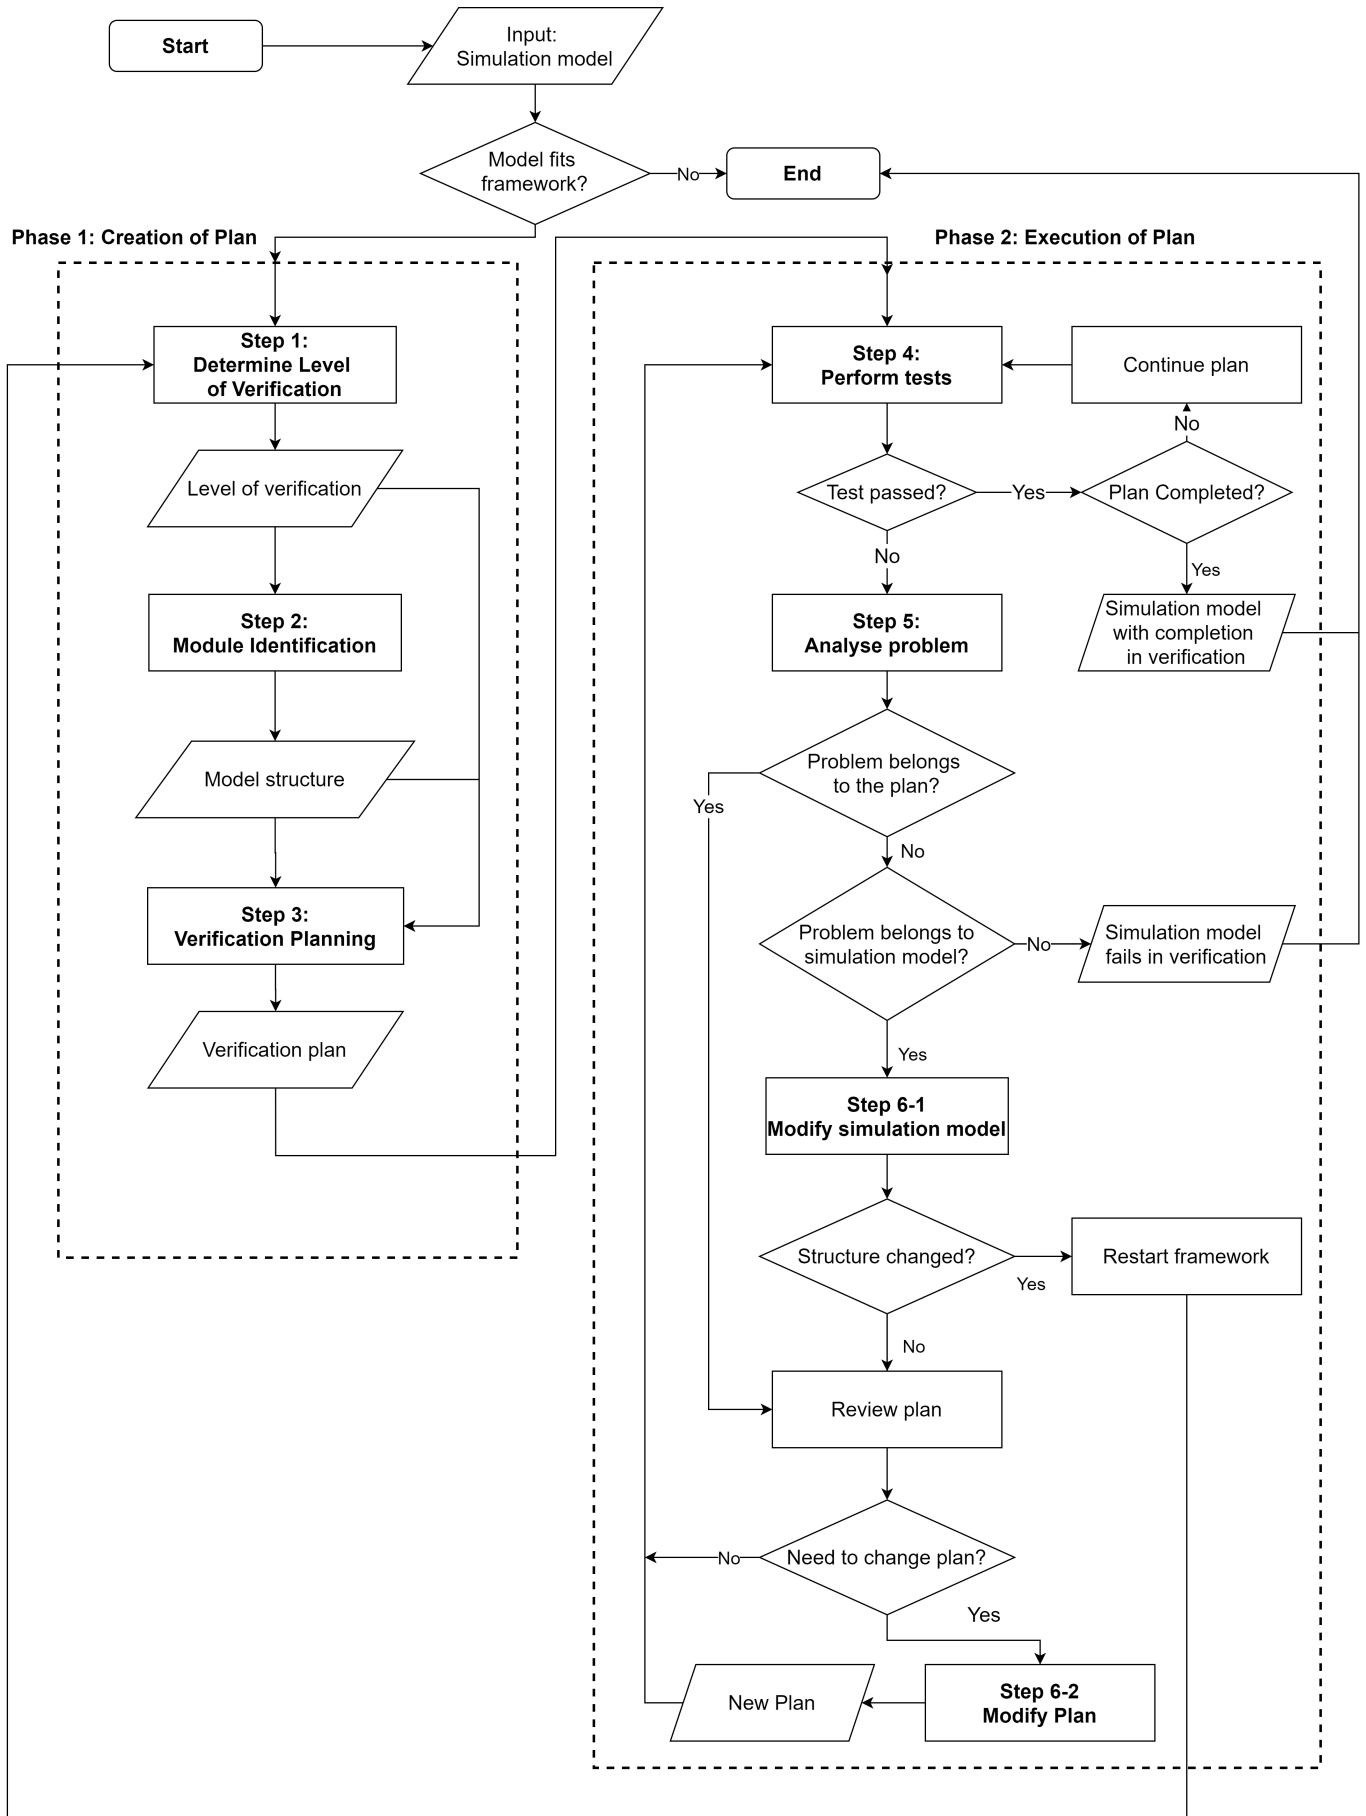 Start
Input:
Simulation model
Model fits
framework?
No
End
Phase 1: Creation of Plan
Phase 2: Execution of Plan
Step 1:
Determine Level
of Verification
Level of verification
Step 2:
Module Identification
Model structure
Step 3:
Verification Planning
Verification plan
Step 4:
Perform tests
Continue plan
No
Test passed?
Yes
Plan Completed?
No
Yes
Simulation model
with completion
in verification
Step 5:
Analyse problem
Problem belongs
to the plan?
Yes
No
Problem belongs to
simulation model?
No
Simulation model
fails in verification
Yes
Step 6-1
Modify simulation model
Structure changed?
Yes
Restart framework
No
Review plan
Need to change plan?
No
Yes
Step 6-2
Modify Plan
New Plan